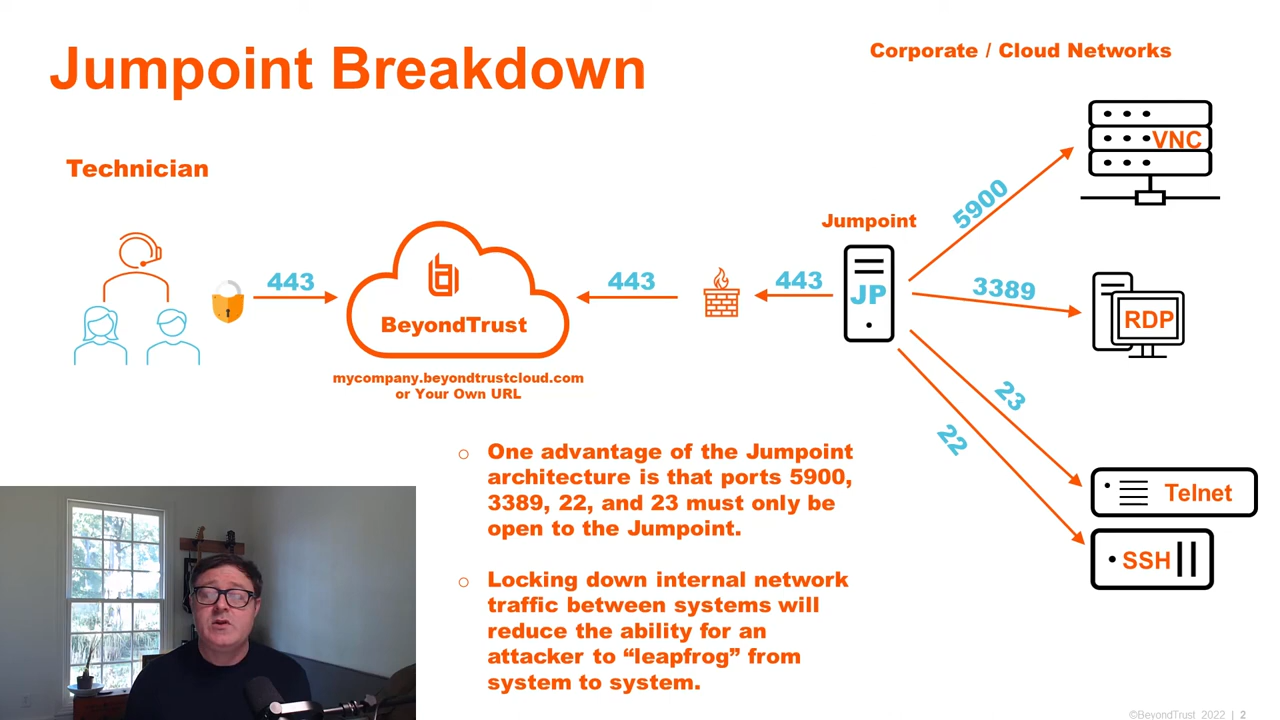 Jumpoint Breakdown
Corporate / Cloud Networks
Technician
443
BeyondTrust
mycompany.beyondtrustcloud.com
or Your Own URL
443
443
Jumpoint
JP
5900
VNC
3389
RDP
23
Telnet
22
SSH
One advantage of the Jumpoint
architecture is that ports 5900,
3389, 22, and 23 must only be
open to the Jumpoint.
Locking down internal network
traffic between systems will
reduce the ability for an
attacker to “leapfrog” from
system to system.
©BeyondTrust 2022 | 2